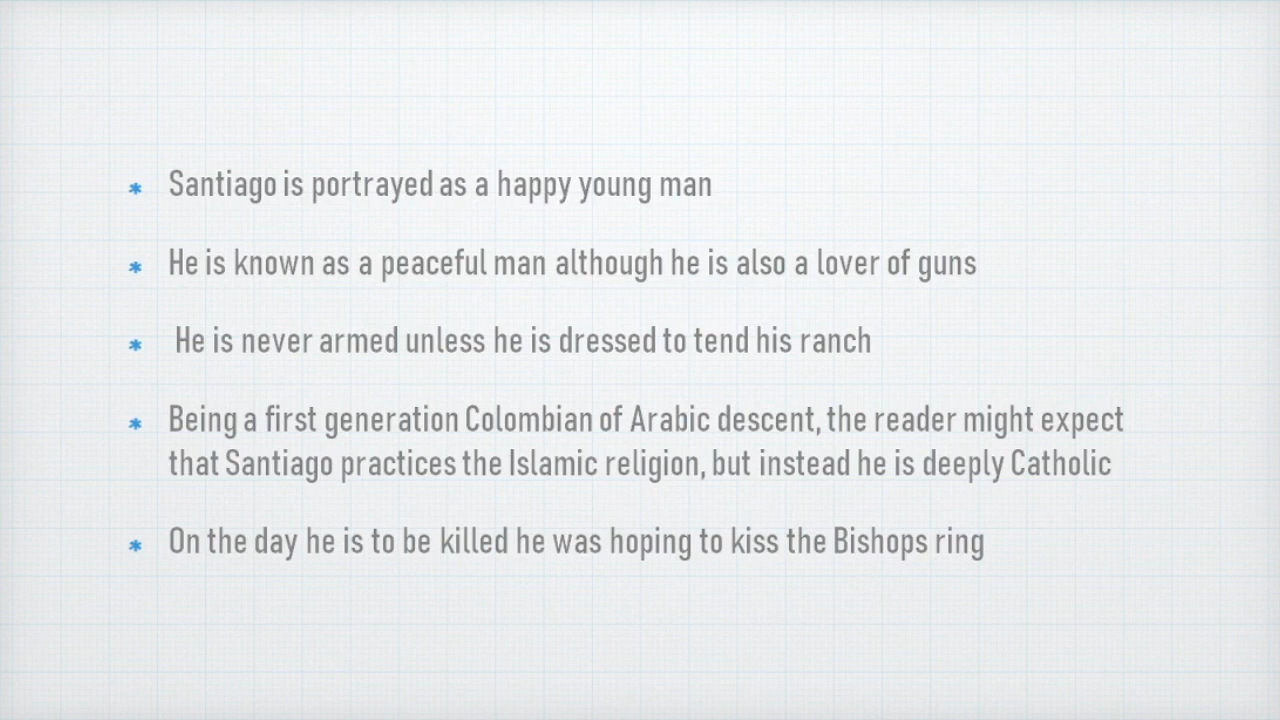 * Santiago is portrayed as a happy young man
* He is known as a peaceful man although he is also a lover of guns
* He is never armed unless he is dressed to tend his ranch
* Being a first generation Colombian of Arabic descent, the reader might expect
that Santiago practices the Islamic religion, but instead he is deeply Catholic
* On the day he is to be killed he was hoping to kiss the Bishops ring